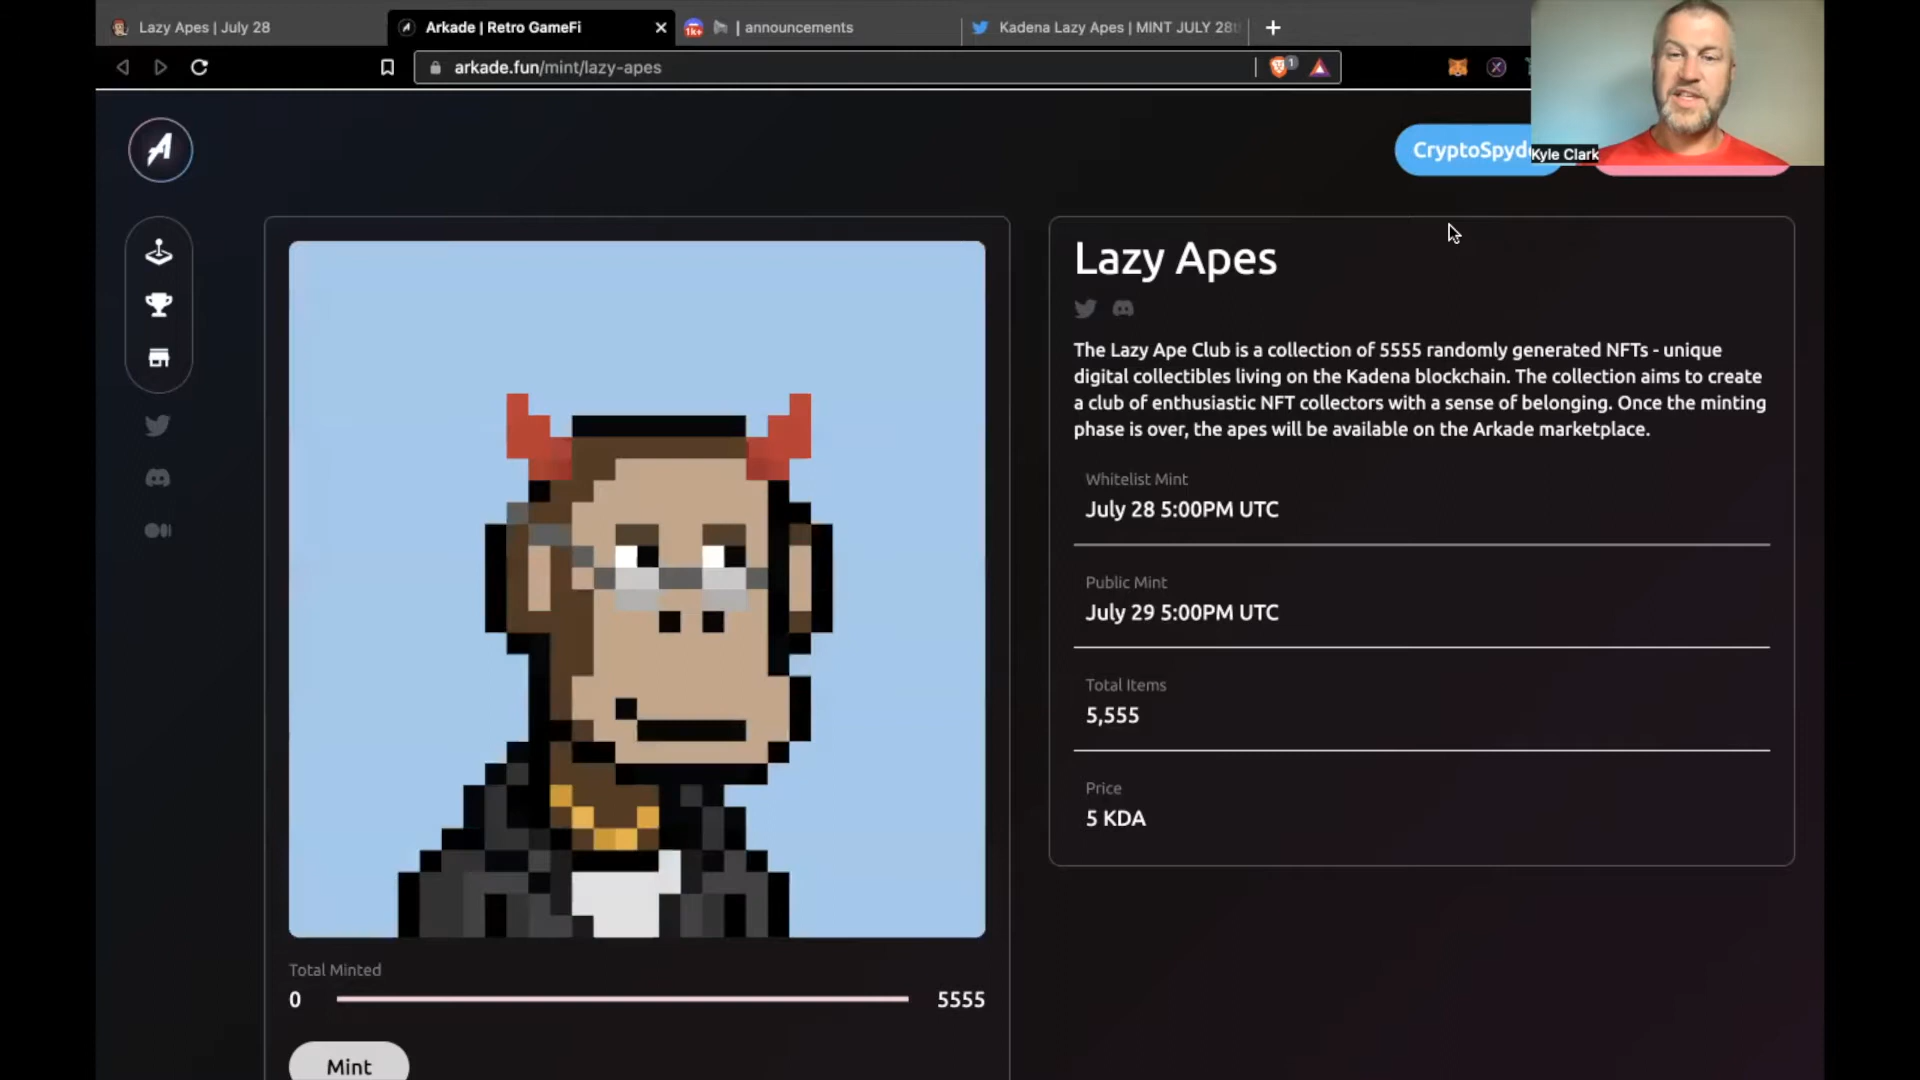 Lazy Apes | July 28
Arkade | Retro GameFi
1k+
| announcements
Kadena Lazy Apes | MINT JULY 28
arkade.fun/mint/lazy-apes
1
CryptoSpyd
Kyle Clark
Lazy Apes
The Lazy Ape Club is a collection of 5555 randomly generated NFTs - unique
digital collectibles living on the Kadena blockchain. The collection aims to create
a club of enthusiastic NFT collectors with a sense of belonging. Once the minting
phase is over, the apes will be available on the Arkade marketplace.
Whitelist Mint
July 28 5:00PM UTC
Public Mint
July 29 5:00PM UTC
Total Items
5,555
Price
5 KDA
Total Minted
0 5555
Mint